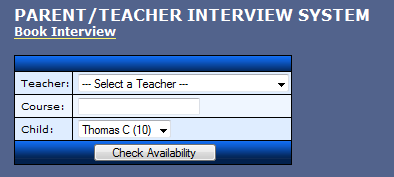 PARENT/TEACHER INTERVIEW SYSTEM
Book Interview
Teacher: --- Select a Teacher ---
Course:
Child: Thomas C (10)
Check Availability